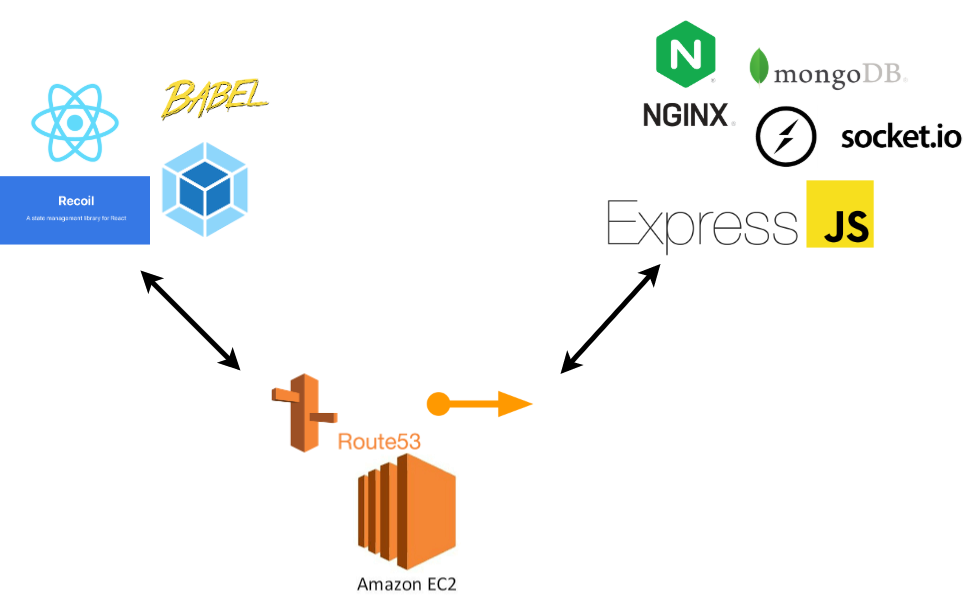 BABEL
Recoil
A state management library for React
NGINX
mongoDB
socket.io
Express
JS
Route53
Amazon EC2